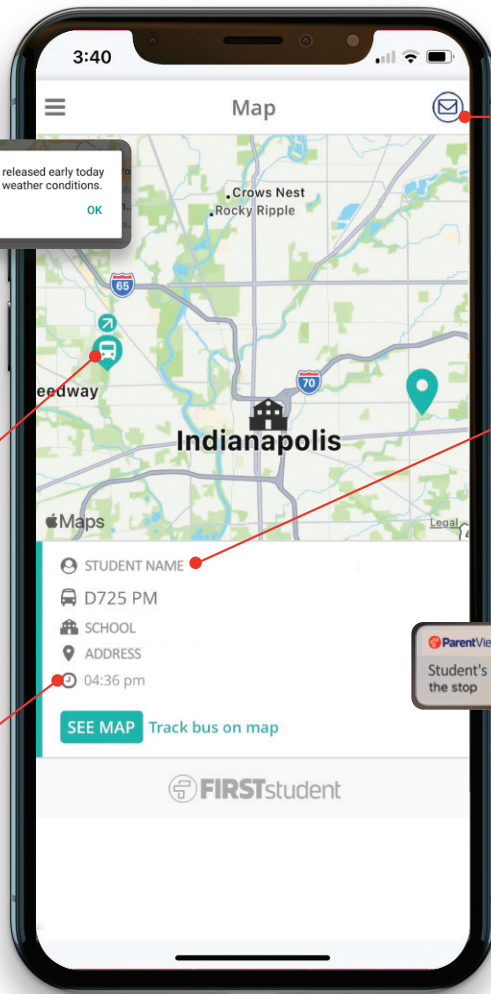 3:40
Map
released early today
weather conditions.
OK
Crows Nest
Rocky Ripple
65
70
eedway
Indianapolis
Maps
Legal
STUDENT NAME
D725 PM
SCHOOL
ADDRESS
04:36 pm
SEE MAP Track bus on map
ParentVie
Student's
the stop
FIRSTstudent